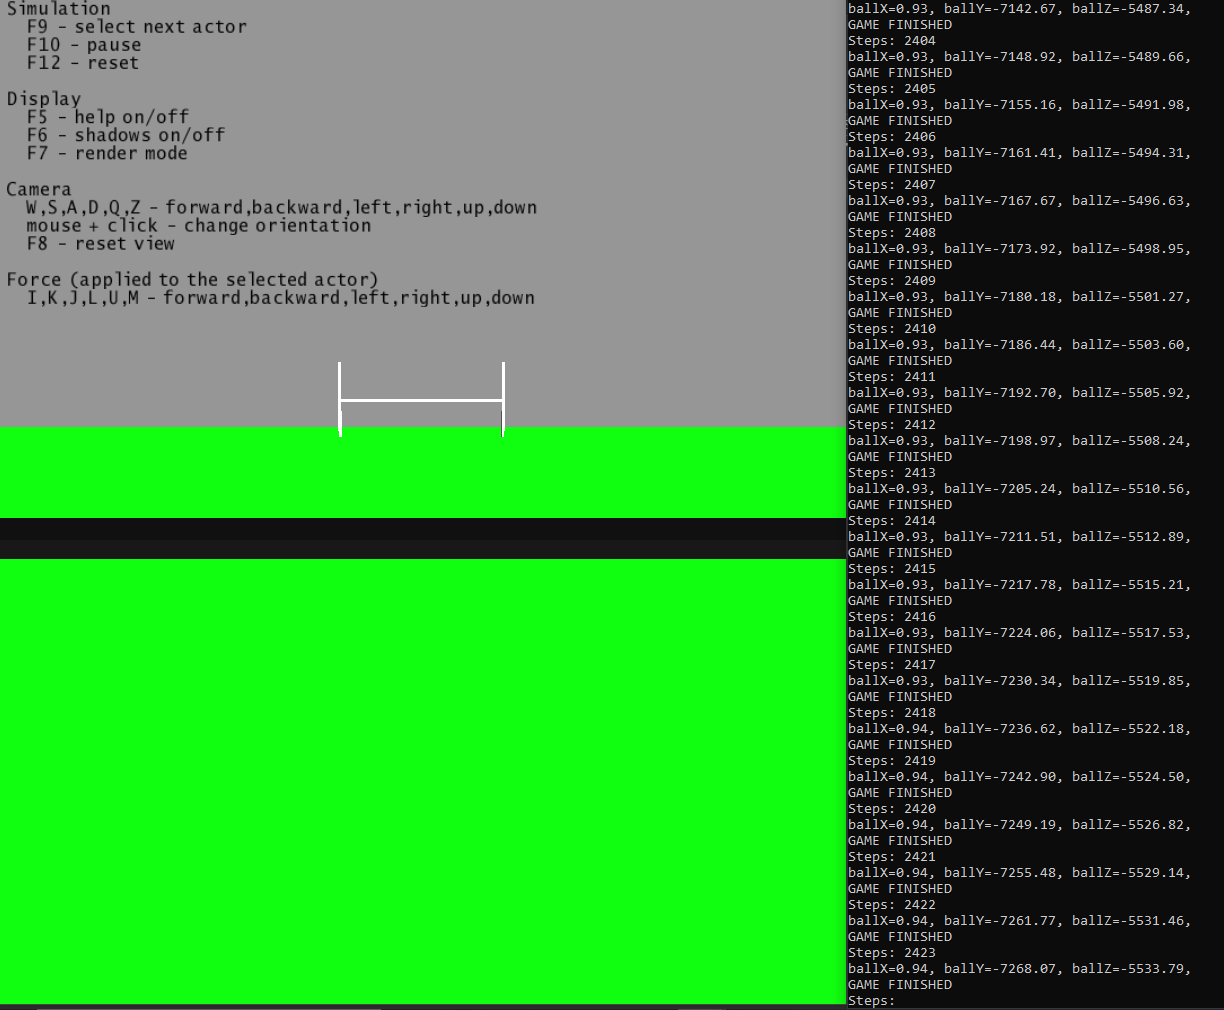 Simulation
F9 - select next actor
F10 - pause
F12 - reset
Display
F5 - help on/off
F6 - shadows on/off
F7 - render mode
Camera
W,S,A,D,Q,Z - forward,backward,left,right,up,down
mouse + click - change orientation
F8 - reset view
Force (applied to the selected actor)
I,K,J,L,U,M - forward,backward,left,right,up,down
ballX=0.93, ballY=-7142.67, ballZ=-5487.34,
GAME FINISHED
Steps: 2404
ballX=0.93, ballY=-7148.92, ballZ=-5489.66,
GAME FINISHED
Steps: 2405
ballX=0.93, ballY=-7155.16, ballZ=-5491.98,
GAME FINISHED
Steps: 2406
ballX=0.93, ballY=-7161.41, ballZ=-5494.31,
GAME FINISHED
Steps: 2407
ballX=0.93, ballY=-7167.67, ballZ=-5496.63,
GAME FINISHED
Steps: 2408
ballX=0.93, ballY=-7173.92, ballZ=-5498.95,
GAME FINISHED
Steps: 2409
ballX=0.93, ballY=-7180.18, ballZ=-5501.27,
GAME FINISHED
Steps: 2410
ballX=0.93, ballY=-7186.44, ballZ=-5503.60,
GAME FINISHED
Steps: 2411
ballX=0.93, ballY=-7192.70, ballZ=-5505.92,
GAME FINISHED
Steps: 2412
ballX=0.93, ballY=-7198.97, ballZ=-5508.24,
GAME FINISHED
Steps: 2413
ballX=0.93, ballY=-7205.24, ballZ=-5510.56,
GAME FINISHED
Steps: 2414
ballX=0.93, ballY=-7211.51, ballZ=-5512.89,
GAME FINISHED
Steps: 2415
ballX=0.93, ballY=-7217.78, ballZ=-5515.21,
GAME FINISHED
Steps: 2416
ballX=0.93, ballY=-7224.06, ballZ=-5517.53,
GAME FINISHED
Steps: 2417
ballX=0.93, ballY=-7230.34, ballZ=-5519.85,
GAME FINISHED
Steps: 2418
ballX=0.94, ballY=-7236.62, ballZ=-5522.18,
GAME FINISHED
Steps: 2419
ballX=0.94, ballY=-7242.90, ballZ=-5524.50,
GAME FINISHED
Steps: 2420
ballX=0.94, ballY=-7249.19, ballZ=-5526.82,
GAME FINISHED
Steps: 2421
ballX=0.94, ballY=-7255.48, ballZ=-5529.14,
GAME FINISHED
Steps: 2422
ballX=0.94, ballY=-7261.77, ballZ=-5531.46,
GAME FINISHED
Steps: 2423
ballX=0.94, ballY=-7268.07, ballZ=-5533.79,
GAME FINISHED
Steps: